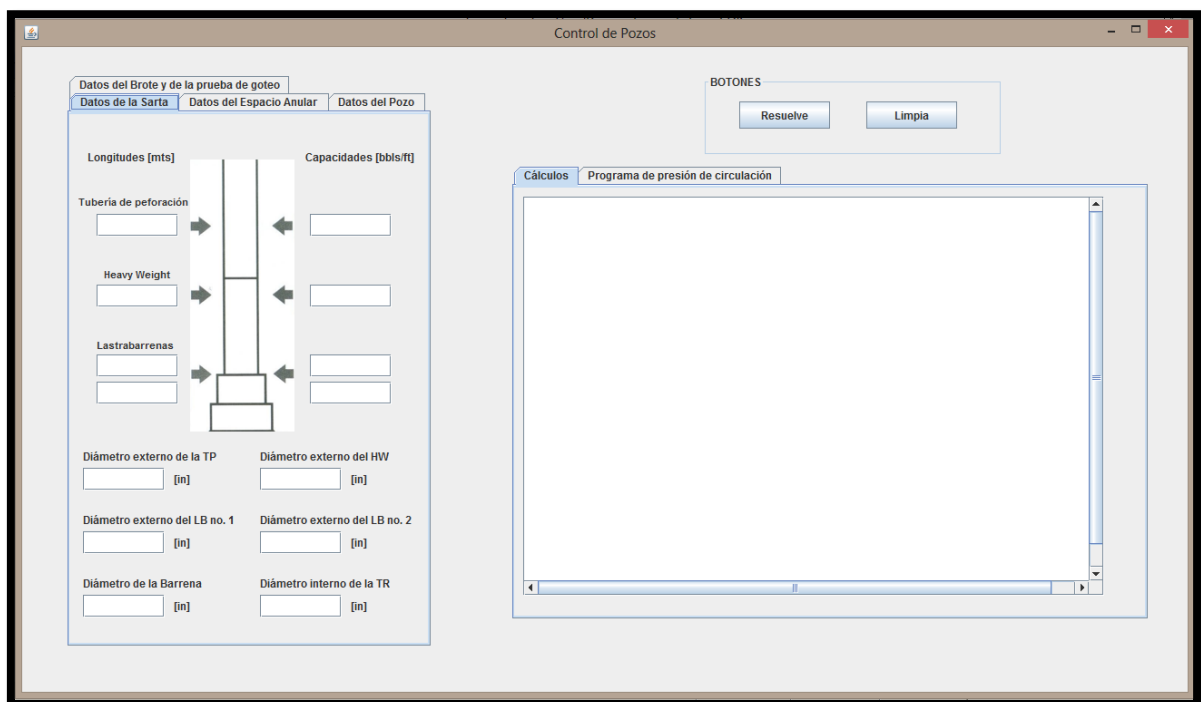 Control de Pozos
Datos del Brote y de la prueba de goteo
Datos de la Sarta Datos del Espacio Anular Datos del Pozo
Longitudes [mts] Capacidades [bbls/ft]
Tubería de peforación
Heavy Weight
Lastrabarrenas
Diámetro externo de la TP Diámetro externo del HW
[in] [in]
Diámetro externo del LB no. 1 Diámetro externo del LB no. 2
[in] [in]
Diámetro de la Barrena Diámetro interno de la TR
[in] [in]
BOTONES
Resuelve Limpia
Cálculos Programa de presión de circulación